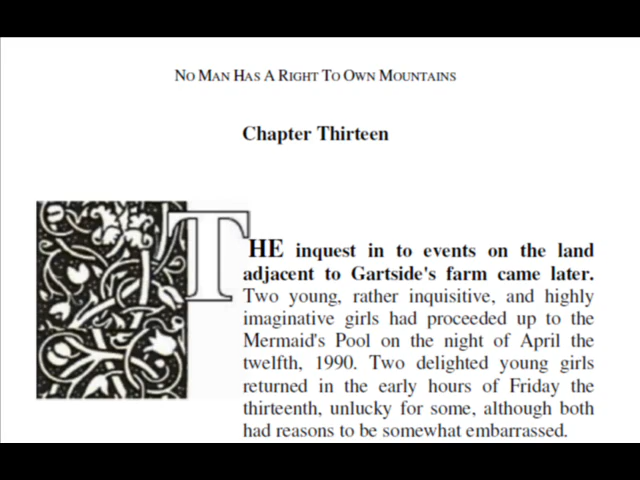 NO MAN HAS A RIGHT TO OWN MOUNTAINS
Chapter Thirteen
THE inquest in to events on the land
adjacent to Gartside's farm came later.
Two young, rather inquisitive, and highly
imaginative girls had proceeded up to the
Mermaid's Pool on the night of April the
twelfth, 1990. Two delighted young girls
returned in the early hours of Friday the
thirteenth, unlucky for some, although both
had reasons to be somewhat embarrassed.